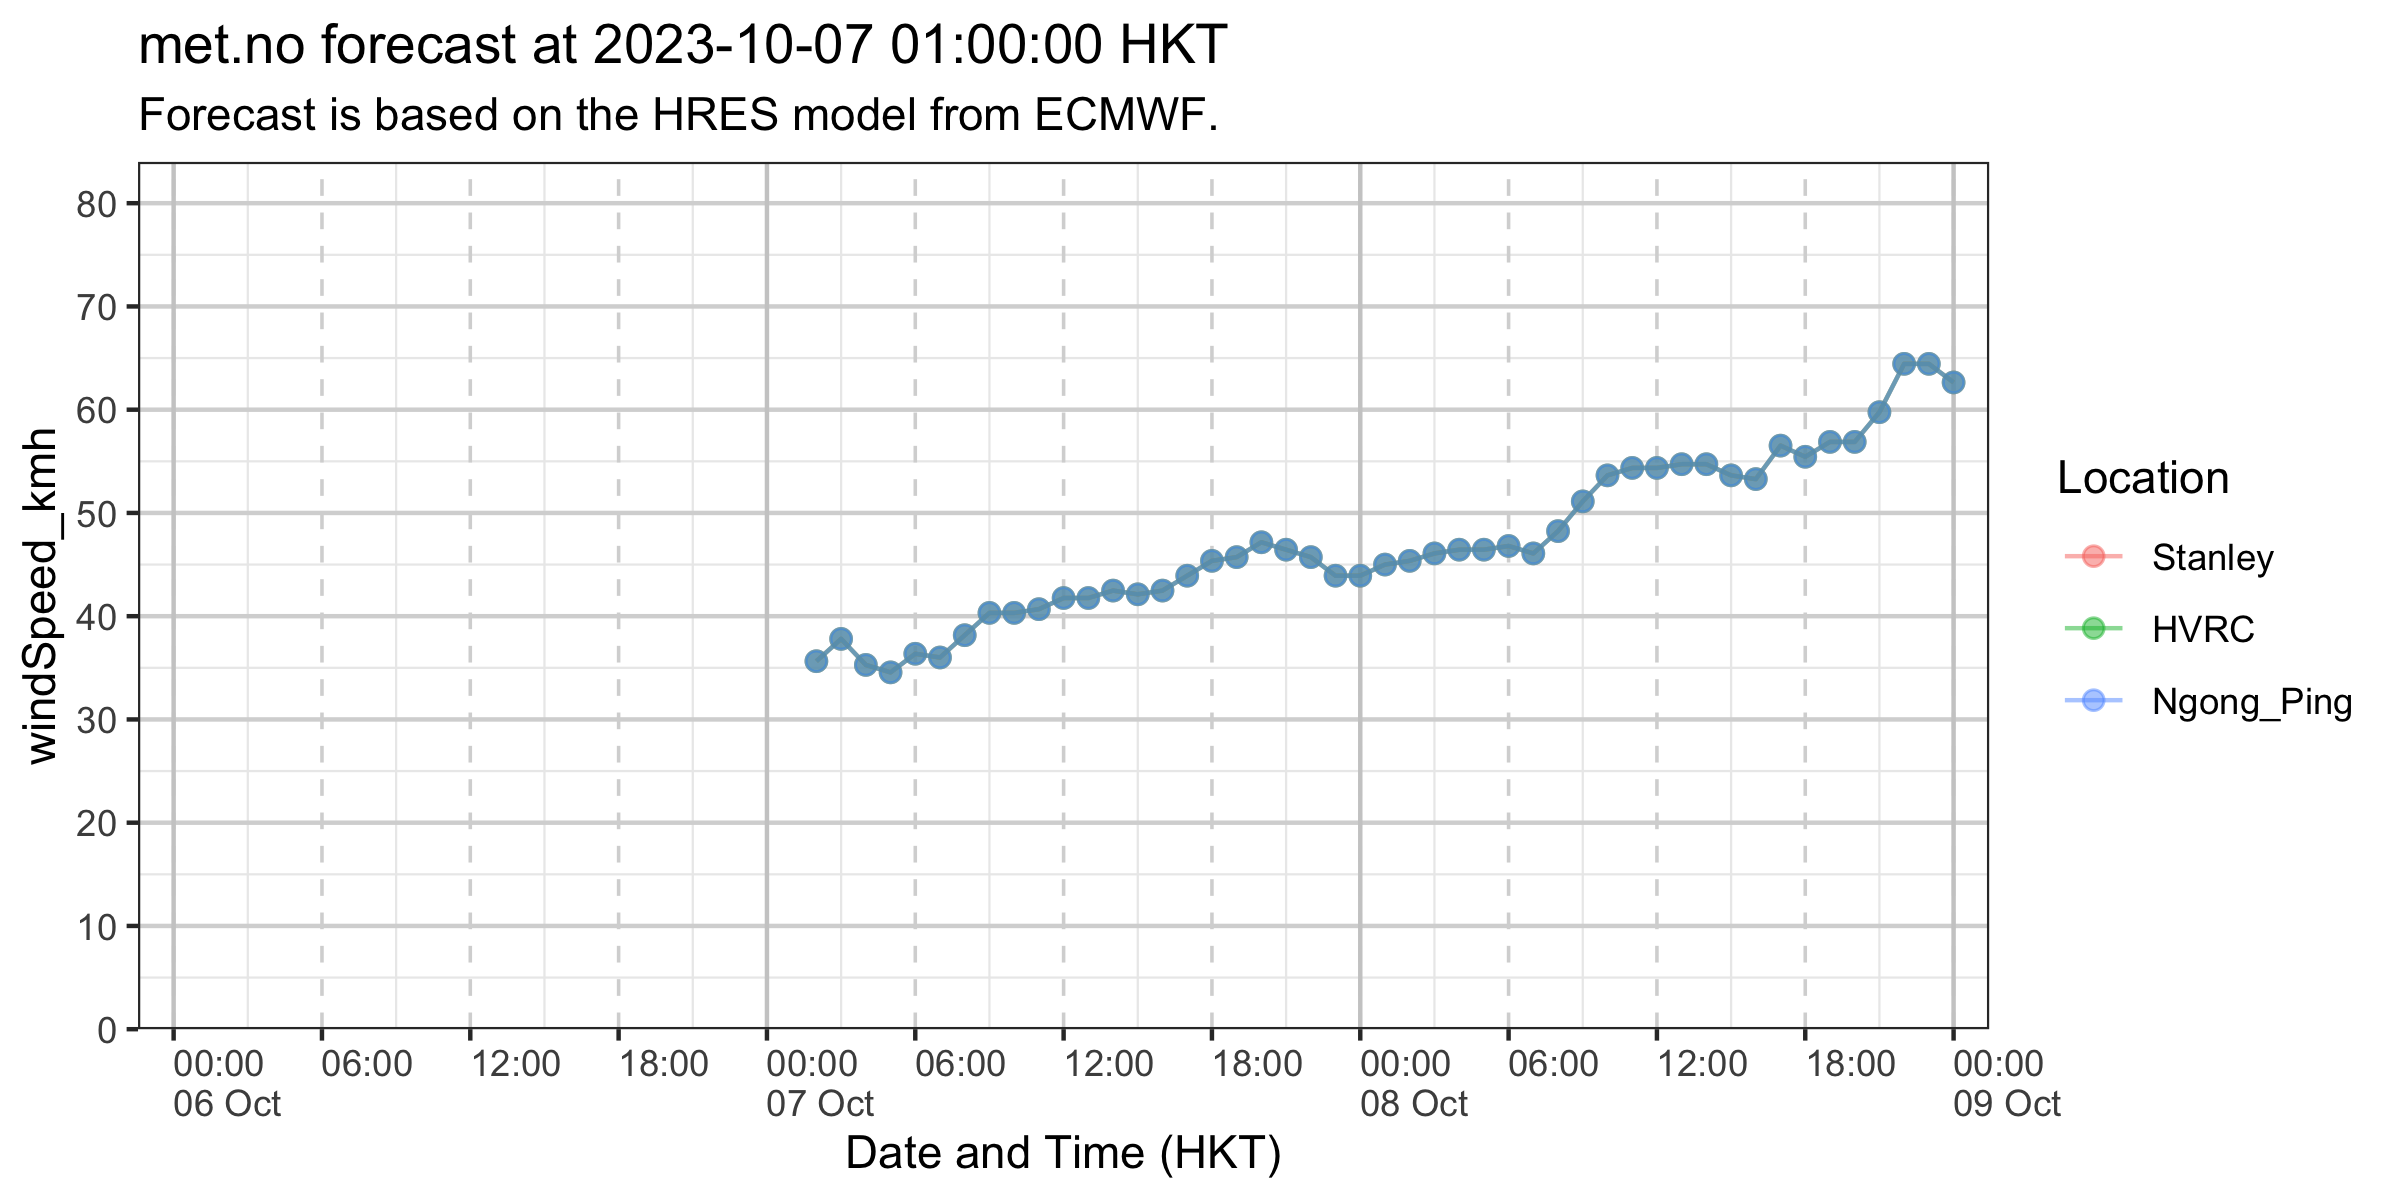 met.no forecast at 2023-10-07 01:00:00 HKT
Forecast is based on the HRES model from ECMWF.
windSpeed_kmh
80
70
60
50
40
30
20
10
0
00:00 06:00 12:00 18:00 00:00 06:00 12:00 18:00 00:00 06:00 12:00 18:00 00:00
06 Oct 07 Oct 08 Oct 09 Oct
Date and Time (HKT)
Location
Stanley
HVRC
Ngong_Ping